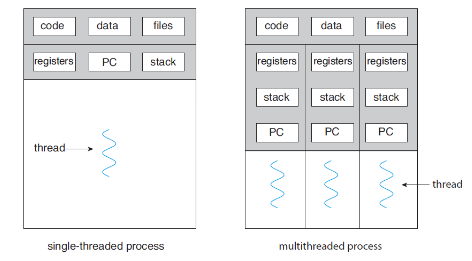 code data files
registers PC stack
thread
single-threaded process
code data files
registers registers registers
stack stack stack
PC PC PC
thread
multithreaded process